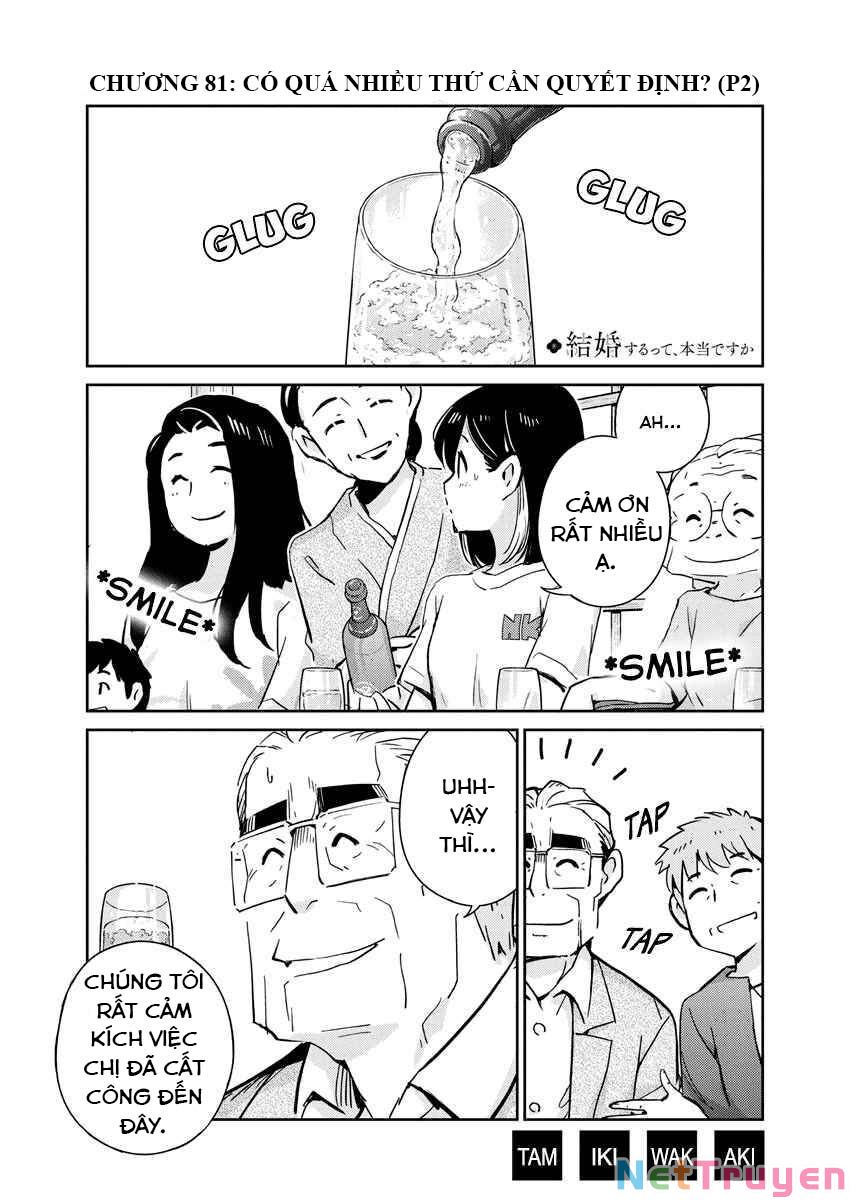 CHƯƠNG 81: CÓ QUÁ NHIỀU THỨ CẦN QUYẾT ĐỊNH? (P2)
GLUG
GLUG
結婚するって、本当ですか
AH...
CẢM ƠN
RẤT NHIỀU
Ạ.
*SMILE*
*SMILE*
NK
UHH-
VẬY
THÌ...
TAP
TAP
CHÚNG TÔI
RẤT CẢM
KÍCH VIỆC
CHỊ ĐÃ CẤT
CÔNG ĐẾN
ĐÂY.
TAM IKI WAK AKI
NetTruyen